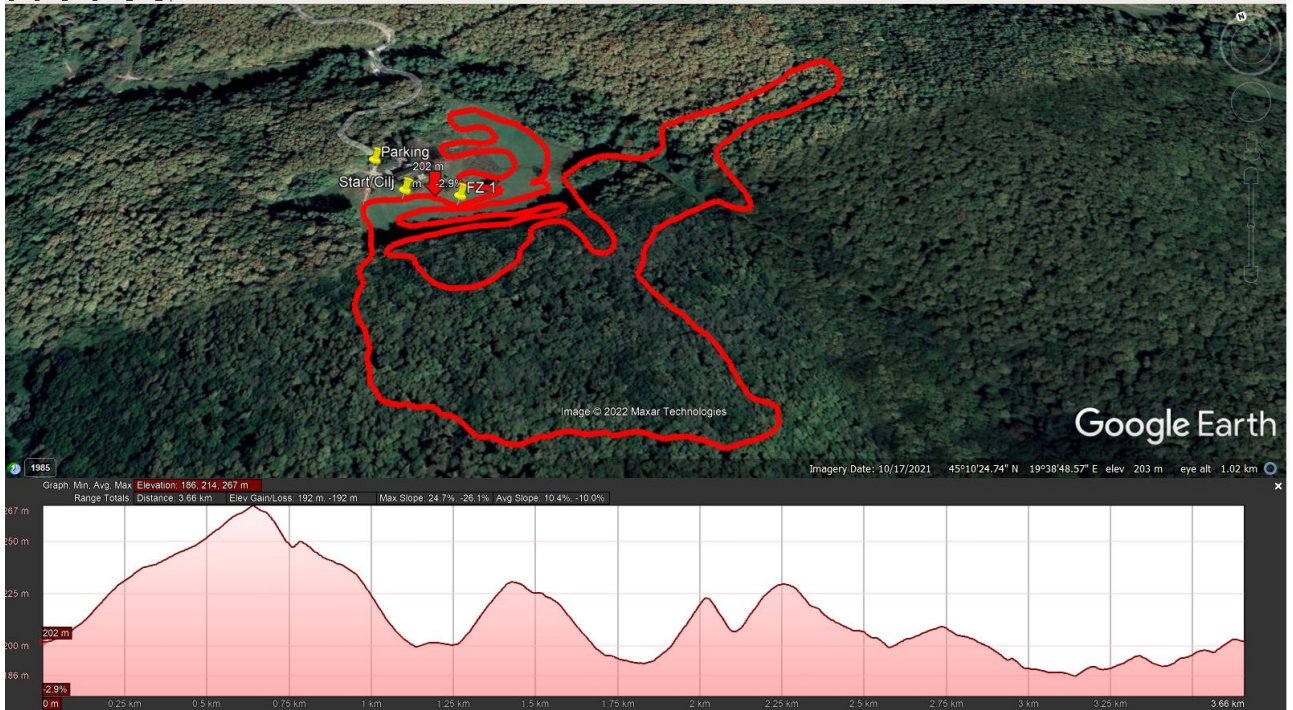 Parking
202 m
Start/Cilj
m. -2.9%
FZ 1
Image © 2022 Maxar Technologies
Google Earth
1985
Imagery Date: 10/17/2021 45°10'24.74" N 19°38'48.57" E elev 203 m eye alt 1.02 km
Graph: Min, Avg, Max Elevation: 186, 214, 267 m
Range Totals: Distance: 3.66 km Elev Gain/Loss: 192 m, -192 m Max Slope: 24.7%, -26.1% Avg Slope: 10.4%, -10.0%
267 m
250 m
225 m
202 m
200 m
186 m
-2.9%
0 m 0.25 km 0.5 km 0.75 km 1 km 1.25 km 1.5 km 1.75 km 2 km 2.25 km 2.5 km 2.75 km 3 km 3.25 km 3.66 km